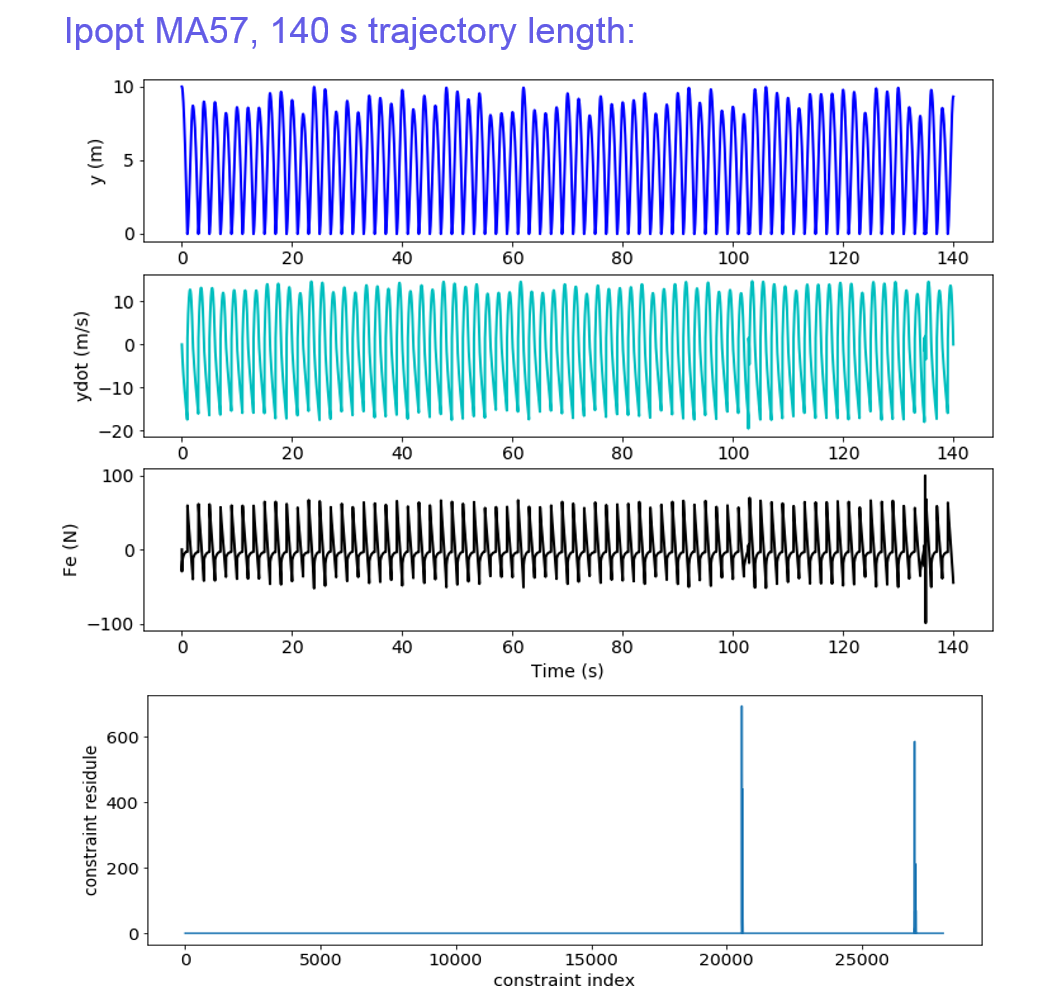 Ipopt MA57, 140 s trajectory length:
y (m)
10
5
0
0 20 40 60 80 100 120 140
ydot (m/s)
10
0
−10
−20
0 20 40 60 80 100 120 140
Fe (N)
100
0
−100
0 20 40 60 80 100 120 140
Time (s)
constraint residule
600
400
200
0
0 5000 10000 15000 20000 25000
constraint index